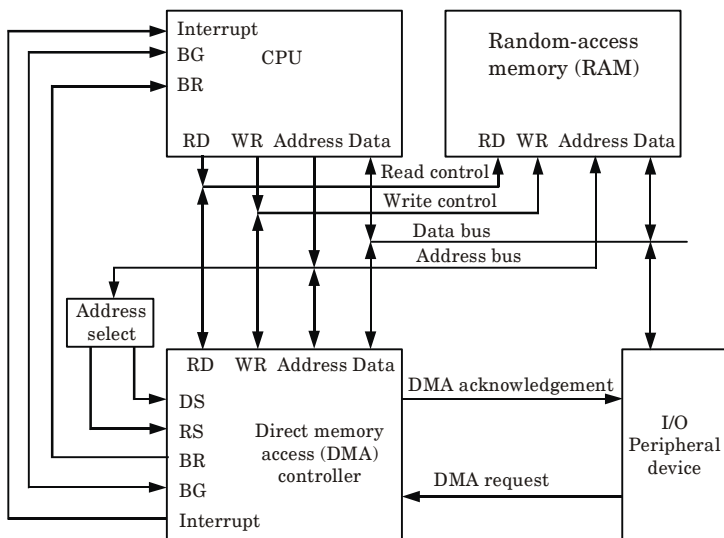 Interrupt
BG
BR
CPU
RD WR Address Data
Random-access
memory (RAM)
RD WR Address Data
Read control
Write control
Data bus
Address bus
Address
select
RD WR Address Data
DS
RS
BR
BG
Interrupt
Direct memory
access (DMA)
controller
DMA acknowledgement
DMA request
I/O
Peripheral
device